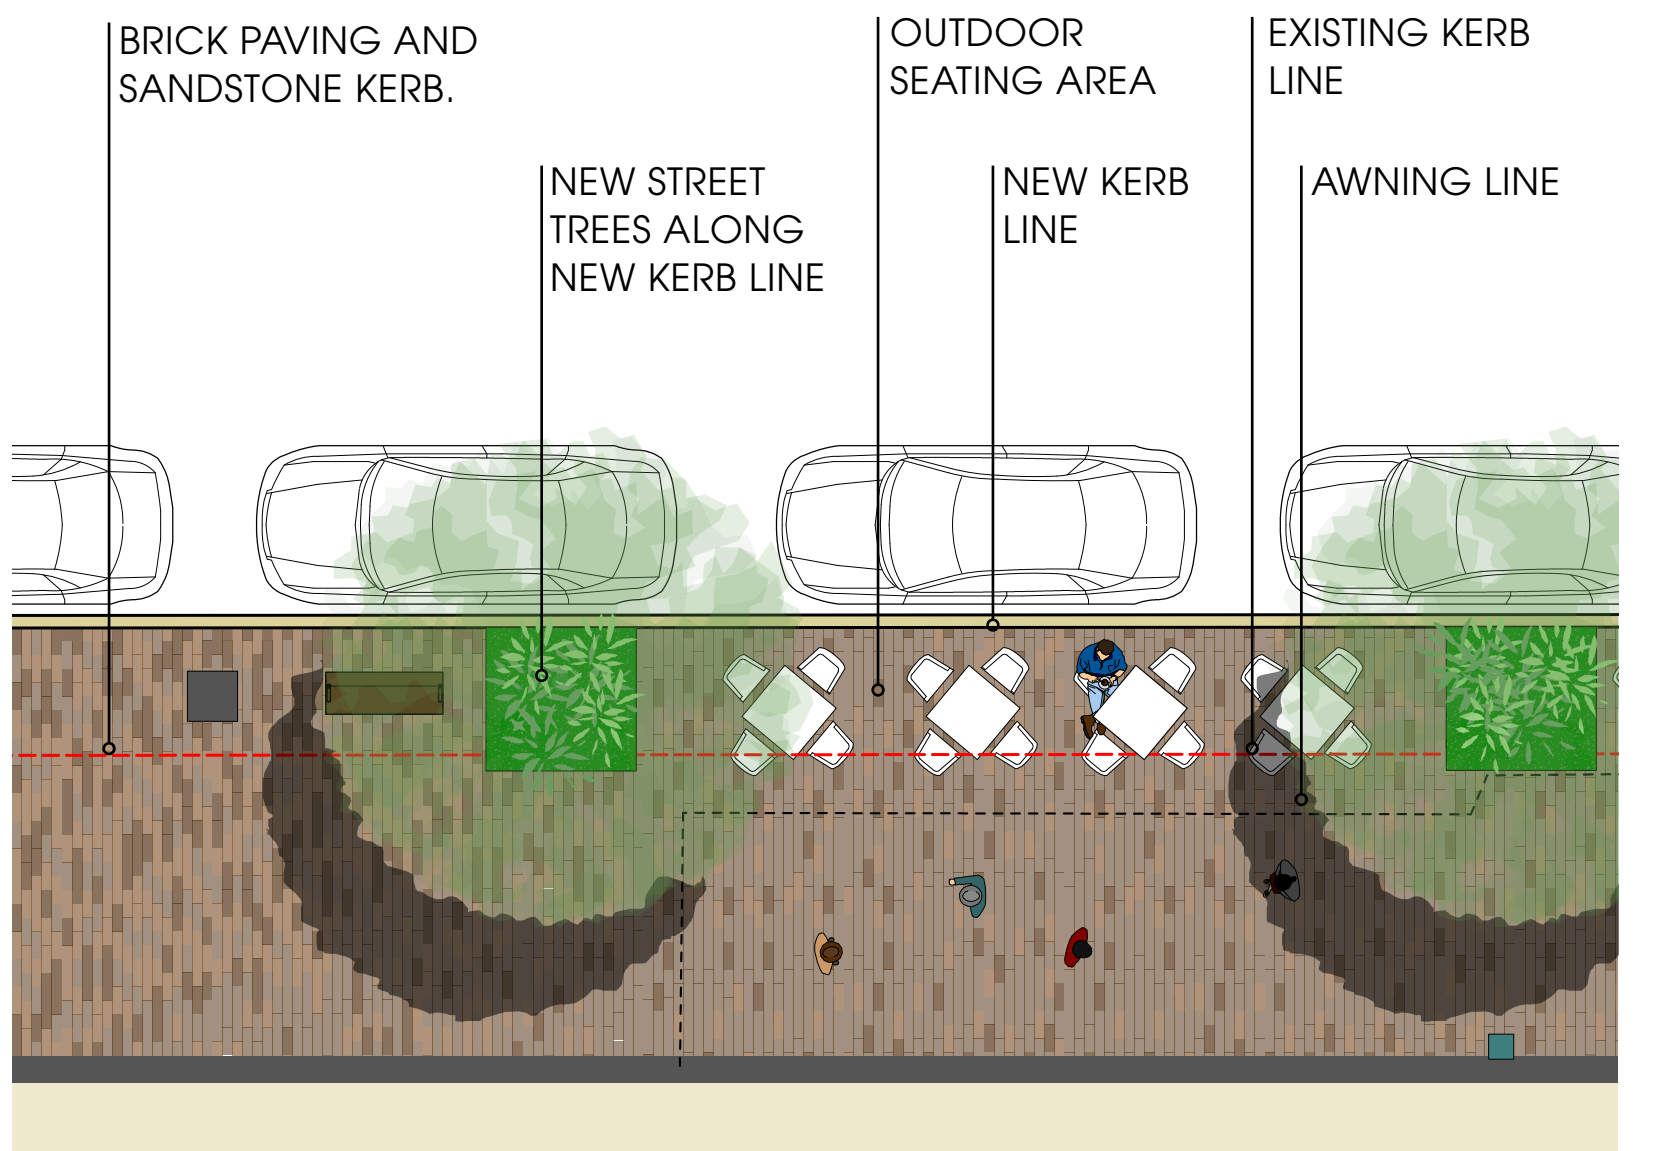 BRICK PAVING AND
SANDSTONE KERB.
OUTDOOR
SEATING AREA
EXISTING KERB
LINE
NEW STREET
TREES ALONG
NEW KERB LINE
NEW KERB
LINE
AWNING LINE